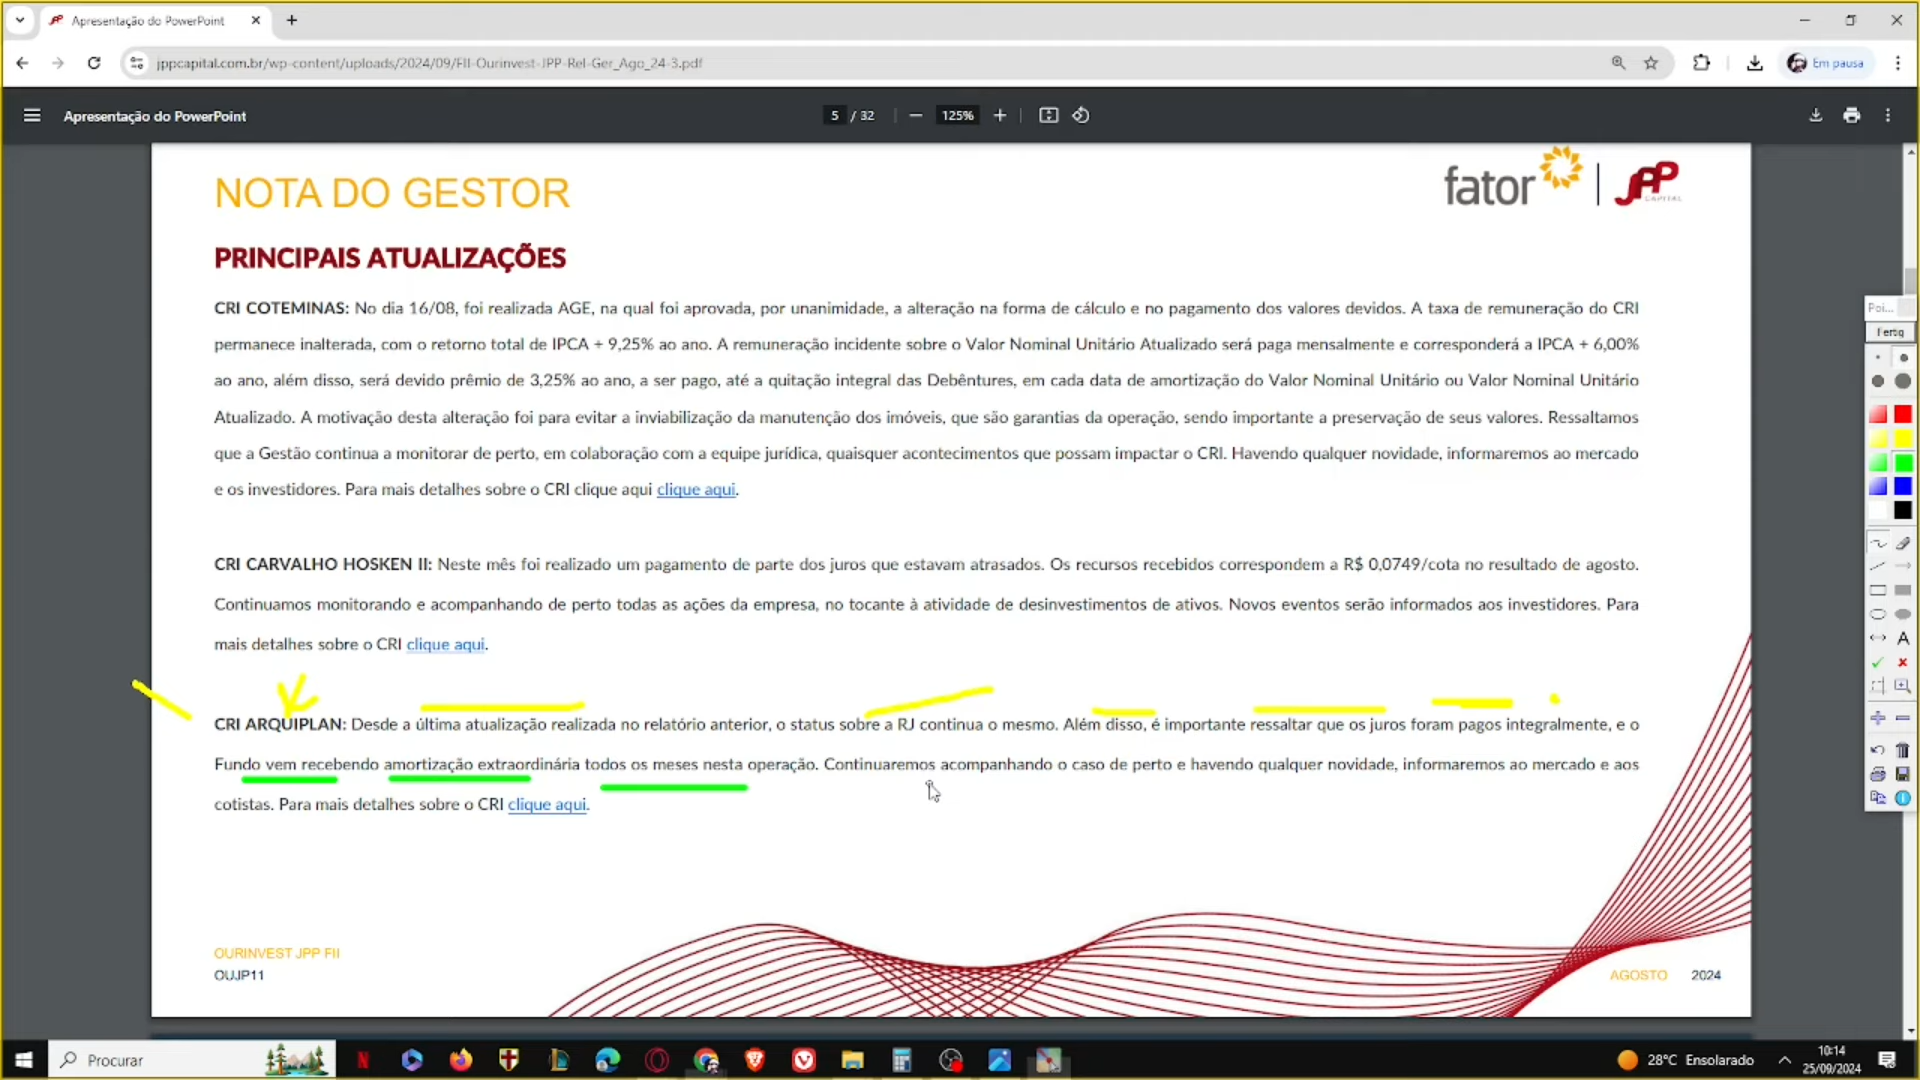 Apresentação do PowerPoint
jppcapital.com.br/wp-content/uploads/2024/09/FII-Ourinvest-JPP-Rel-Ger_Ago_24-3.pdf
Em pausa
Apresentação do PowerPoint
5 / 32
125%
NOTA DO GESTOR
fator
JPP
CAPITAL
PRINCIPAIS ATUALIZAÇÕES
CRI COTEMINAS: No dia 16/08, foi realizada AGE, na qual foi aprovada, por unanimidade, a alteração na forma de cálculo e no pagamento dos valores devidos. A taxa de remuneração do CRI
permanece inalterada, com o retorno total de IPCA + 9,25% ao ano. A remuneração incidente sobre o Valor Nominal Unitário Atualizado será paga mensalmente e corresponderá a IPCA + 6,00%
ao ano, além disso, será devido prêmio de 3,25% ao ano, a ser pago, até a quitação integral das Debêntures, em cada data de amortização do Valor Nominal Unitário ou Valor Nominal Unitário
Atualizado. A motivação desta alteração foi para evitar a inviabilização da manutenção dos imóveis, que são garantias da operação, sendo importante a preservação de seus valores. Ressaltamos
que a Gestão continua a monitorar de perto, em colaboração com a equipe jurídica, quaisquer acontecimentos que possam impactar o CRI. Havendo qualquer novidade, informaremos ao mercado
e os investidores. Para mais detalhes sobre o CRI clique aqui clique aqui.
CRI CARVALHO HOSKEN II: Neste mês foi realizado um pagamento de parte dos juros que estavam atrasados. Os recursos recebidos correspondem a R$ 0,0749/cota no resultado de agosto.
Continuamos monitorando e acompanhando de perto todas as ações da empresa, no tocante à atividade de desinvestimentos de ativos. Novos eventos serão informados aos investidores. Para
mais detalhes sobre o CRI clique aqui.
CRI ARQUIPLAN: Desde a última atualização realizada no relatório anterior, o status sobre a RJ continua o mesmo. Além disso, é importante ressaltar que os juros foram pagos integralmente, e o
Fundo vem recebendo amortização extraordinária todos os meses nesta operação. Continuaremos acompanhando o caso de perto e havendo qualquer novidade, informaremos ao mercado e aos
cotistas. Para mais detalhes sobre o CRI clique aqui.
OURINVEST JPP FII
OUJP11
AGOSTO 2024
Poi...
Fertig
A
Procurar
28°C Ensolarado
10:14
25/09/2024